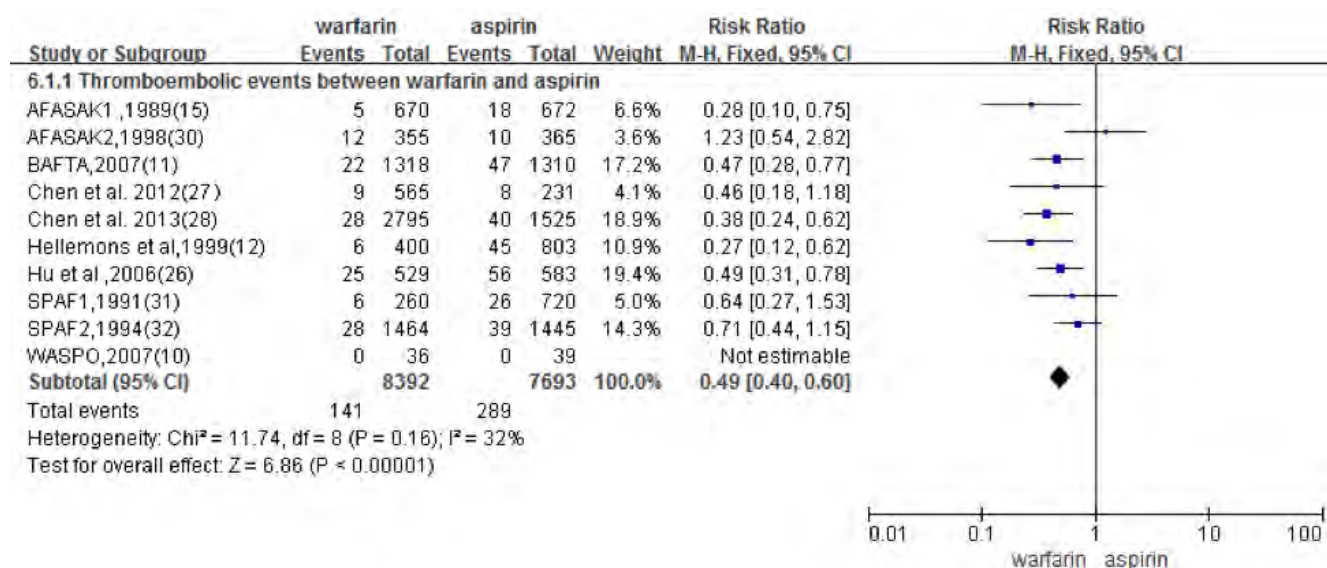 warfarin aspirin Risk Ratio Risk Ratio
Study or Subgroup Events Total Events Total Weight M-H, Fixed, 95% CI M-H, Fixed, 95% CI
6.1.1 Thromboembolic events between warfarin and aspirin
AFASAK1 ,1989(15) 5 670 18 672 6.6% 0.28 [0.10, 0.75]
AFASAK2,1998(30) 12 355 10 365 3.6% 1.23 [0.54, 2.82]
BAFTA,2007(11) 22 1318 47 1310 17.2% 0.47 [0.28, 0.77]
Chen et al. 2012(27) 9 565 8 231 4.1% 0.46 [0.18, 1.18]
Chen et al. 2013(28) 28 2795 40 1525 18.9% 0.38 [0.24, 0.62]
Hellemons et al,1999(12) 6 400 45 803 10.9% 0.27 [0.12, 0.62]
Hu et al ,2006(26) 25 529 56 583 19.4% 0.49 [0.31, 0.78]
SPAF1,1991(31) 6 260 26 720 5.0% 0.64 [0.27, 1.53]
SPAF2,1994(32) 28 1464 39 1445 14.3% 0.71 [0.44, 1.15]
WASPO,2007(10) 0 36 0 39 Not estimable
Subtotal (95% CI) 8392 7693 100.0% 0.49 [0.40, 0.60]
Total events 141 289
Heterogeneity: Chi² = 11.74, df = 8 (P = 0.16); I² = 32%
Test for overall effect: Z = 6.86 (P < 0.00001)
0.01 0.1 1 10 100
warfarin aspirin